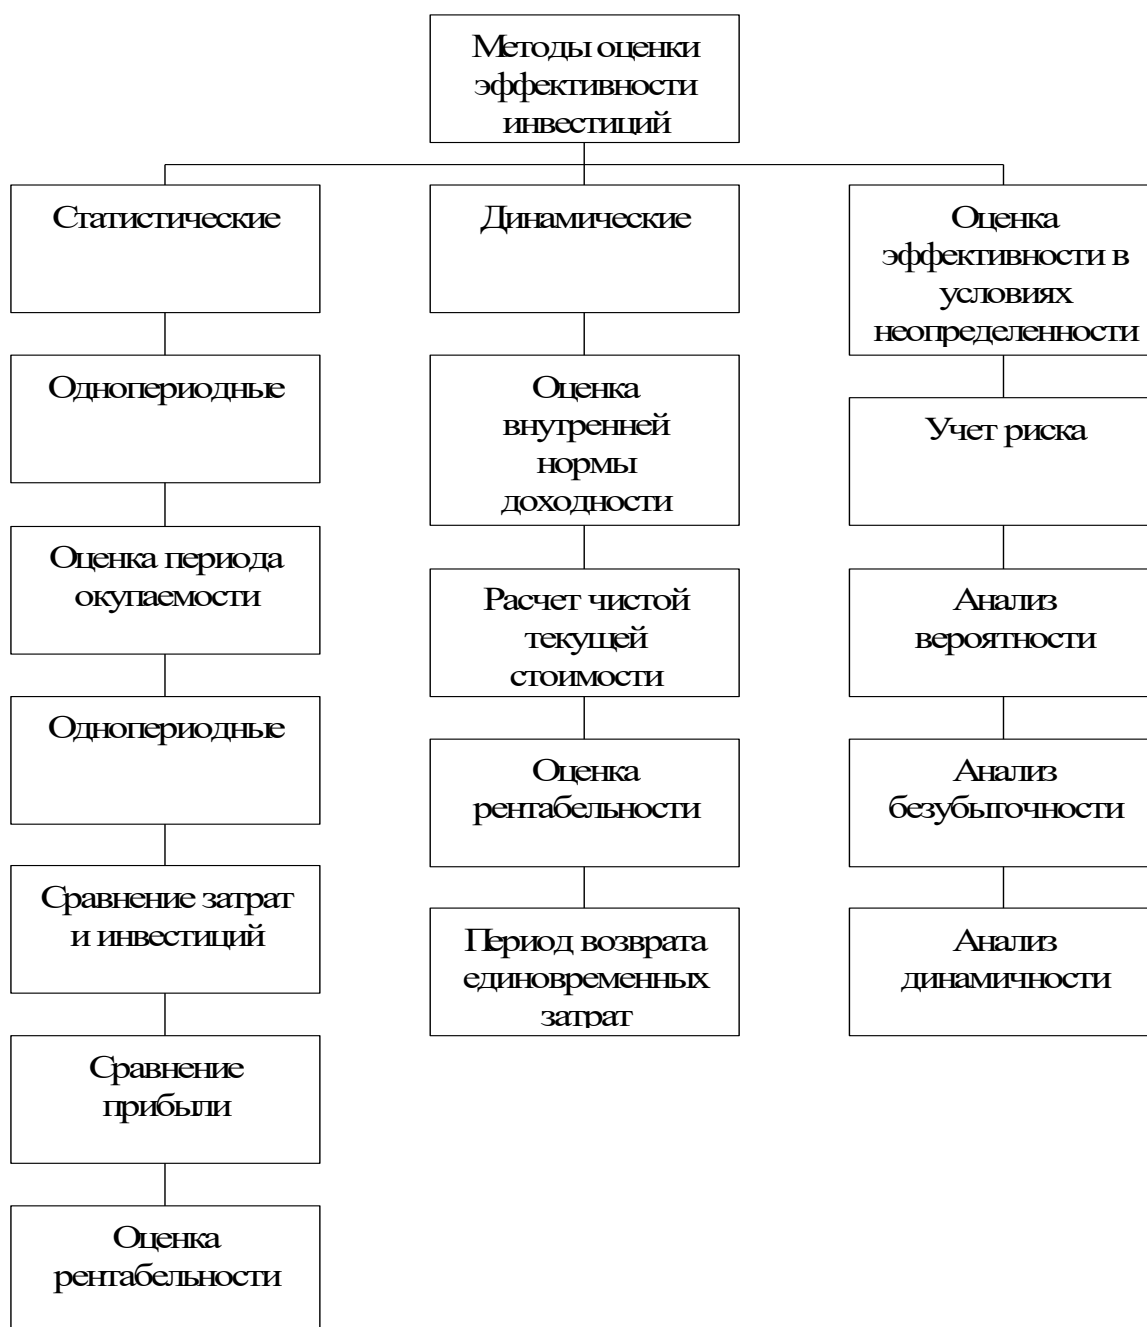 Методы оценки
эффективности
инвестиций
Статистические
Динамические
Оценка
эффективности в
условиях
неопределенности
Однопериодные
Оценка
внутренней
нормы
доходности
Учет риска
Оценка периода
окупаемости
Расчет чистой
текущей
стоимости
Анализ
вероятности
Однопериодные
Оценка
рентабельности
Анализ
безубыточности
Сравнение затрат
и инвестиций
Период возврата
единовременных
затрат
Анализ
динамичности
Сравнение
прибыли
Оценка
рентабельности